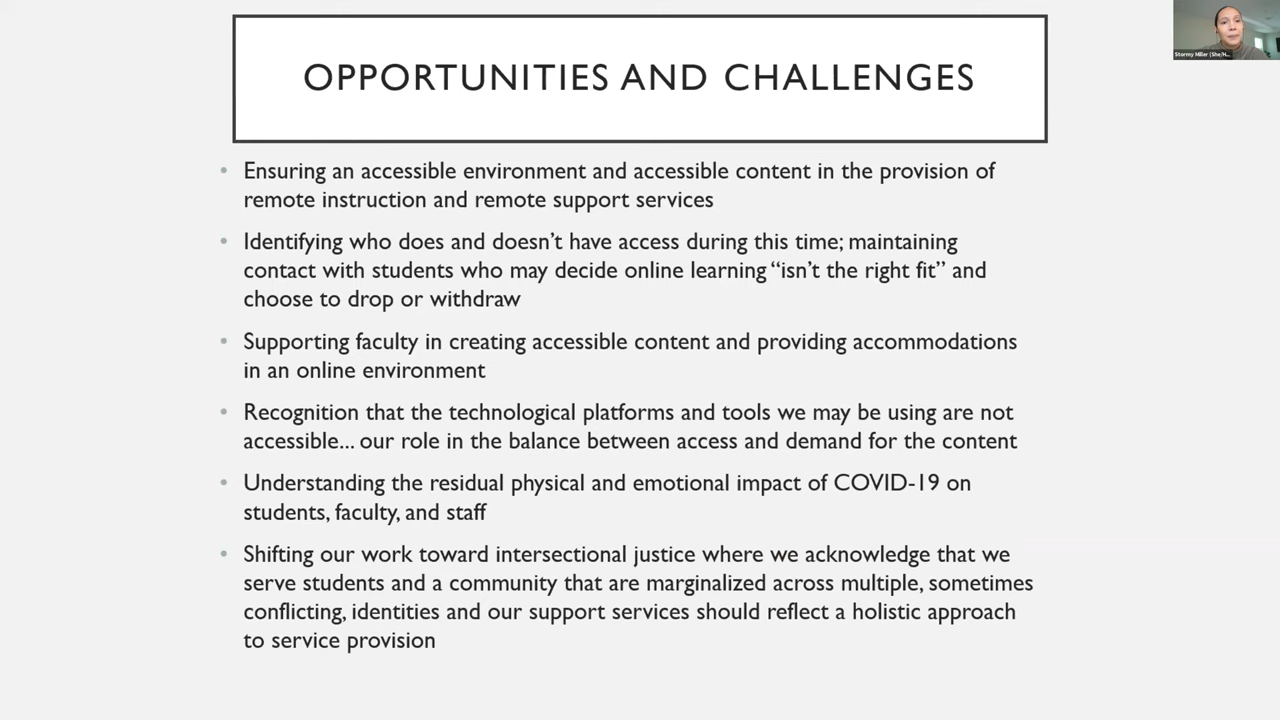 OPPORTUNITIES AND CHALLENGES
Stormy Miller (She/H...
• Ensuring an accessible environment and accessible content in the provision of
remote instruction and remote support services
• Identifying who does and doesn’t have access during this time; maintaining
contact with students who may decide online learning “isn’t the right fit” and
choose to drop or withdraw
• Supporting faculty in creating accessible content and providing accommodations
in an online environment
• Recognition that the technological platforms and tools we may be using are not
accessible... our role in the balance between access and demand for the content
• Understanding the residual physical and emotional impact of COVID-19 on
students, faculty, and staff
• Shifting our work toward intersectional justice where we acknowledge that we
serve students and a community that are marginalized across multiple, sometimes
conflicting, identities and our support services should reflect a holistic approach
to service provision